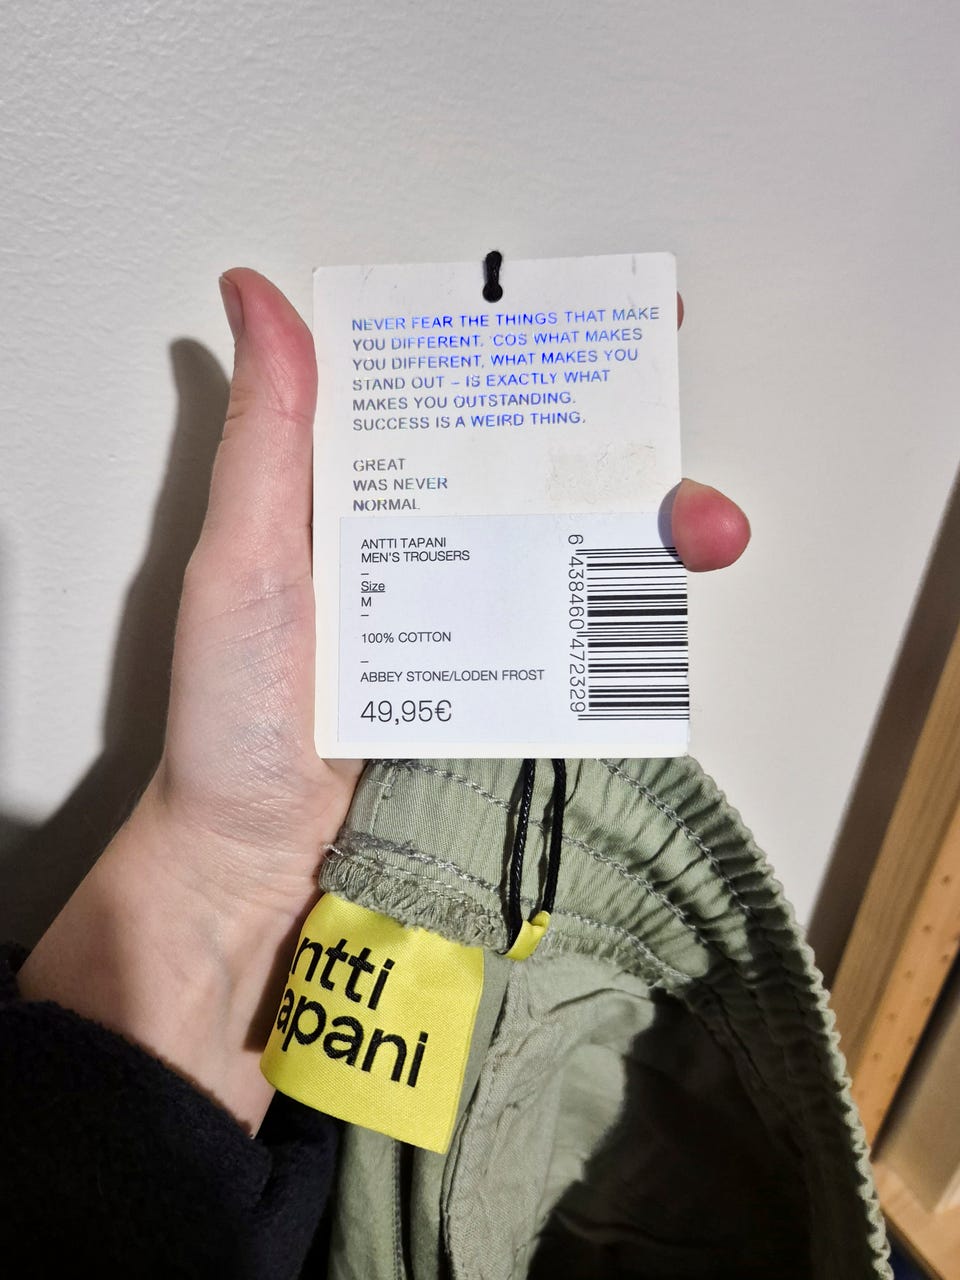 NEVER FEAR THE THINGS THAT MAKE
YOU DIFFERENT, 'COS WHAT MAKES
YOU DIFFERENT, WHAT MAKES YOU
STAND OUT – IS EXACTLY WHAT
MAKES YOU OUTSTANDING.
SUCCESS IS A WEIRD THING.
GREAT
WAS NEVER
NORMAL
ANTTI TAPANI
MEN'S TROUSERS
–
Size
M
–
100% COTTON
–
ABBEY STONE/LODEN FROST
49,95€
6 438460 472329
ntti
apani